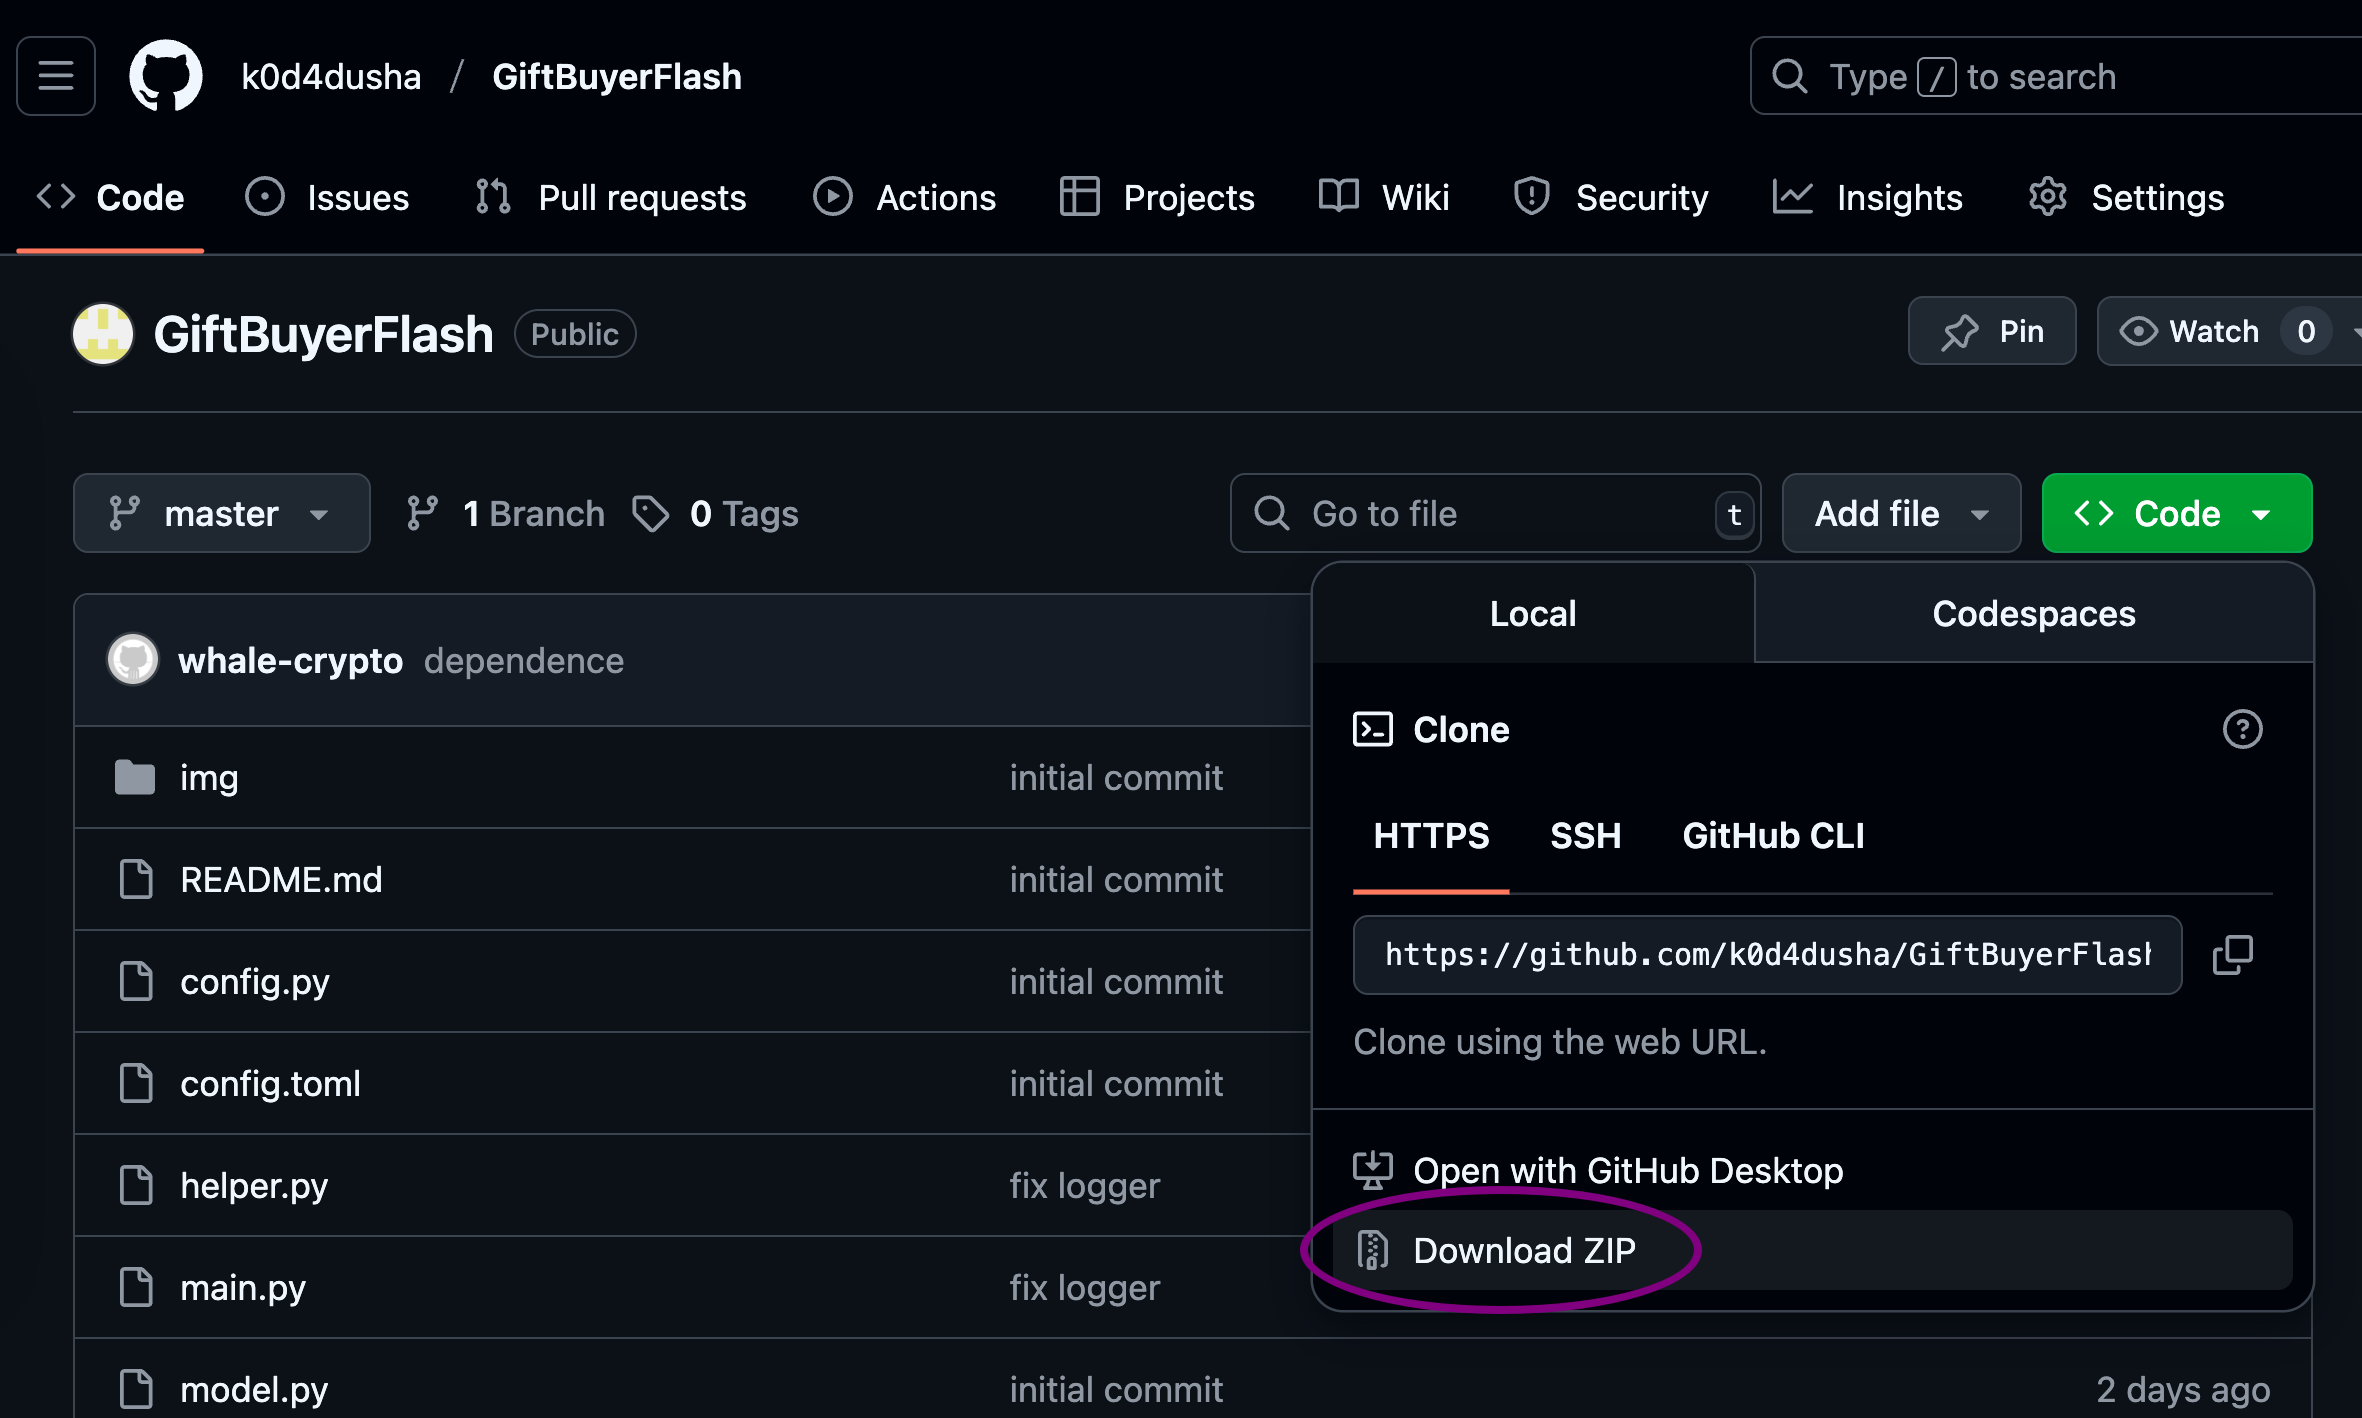 k0d4dusha / GiftBuyerFlash
Type / to search
Code Issues Pull requests Actions Projects Wiki Security Insights Settings
GiftBuyerFlash Public
Pin Watch 0
master 1 Branch 0 Tags
Go to file t Add file Code
whale-crypto dependence
img initial commit
README.md initial commit
config.py initial commit
config.toml initial commit
helper.py fix logger
main.py fix logger
model.py initial commit 2 days ago
Local Codespaces
Clone
HTTPS SSH GitHub CLI
https://github.com/k0d4dusha/GiftBuyerFlash
Clone using the web URL.
Open with GitHub Desktop
Download ZIP